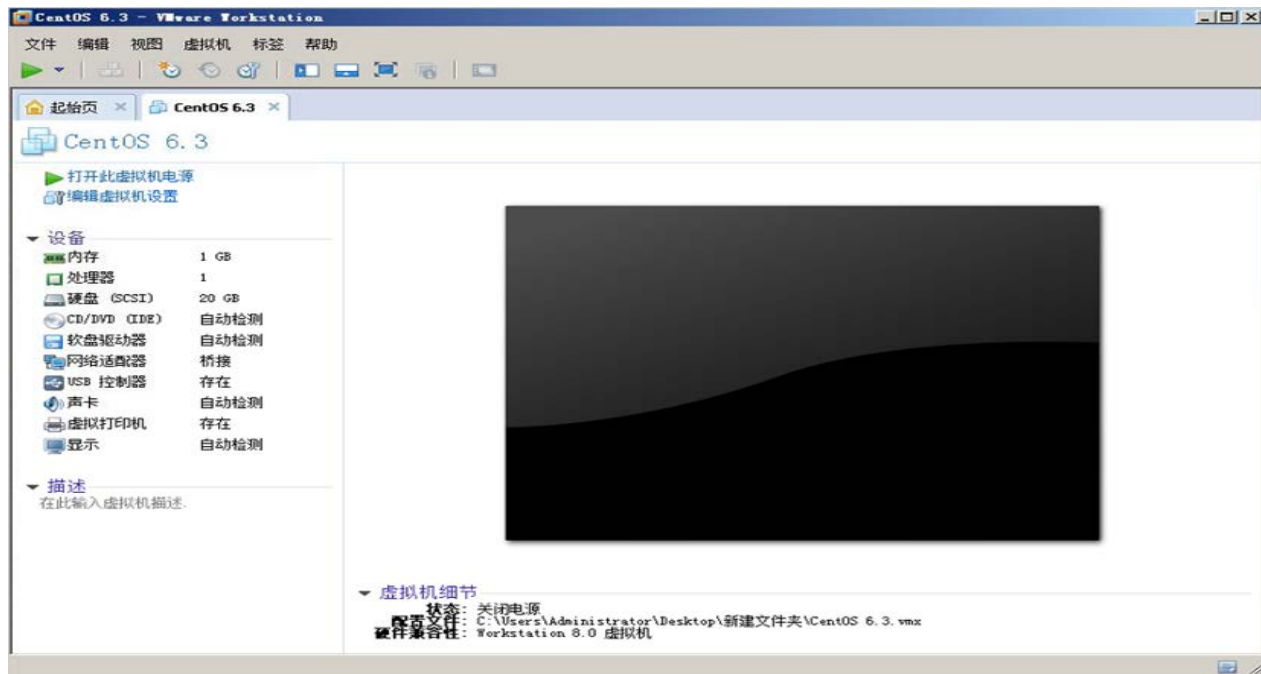 CentOS 6.3 - VMware Workstation
文件 编辑 视图 虚拟机 标签 帮助
起始页 CentOS 6.3
CentOS 6.3
打开此虚拟机电源
编辑虚拟机设置
设备
内存 1 GB
处理器 1
硬盘 (SCSI) 20 GB
CD/DVD (IDE) 自动检测
软盘驱动器 自动检测
网络适配器 桥接
USB 控制器 存在
声卡 自动检测
虚拟打印机 存在
显示 自动检测
描述
在此输入虚拟机描述.
虚拟机细节
状态: 关闭电源
配置文件: C:\Users\Administrator\Desktop\新建文件夹\CentOS 6.3.vmx
硬件兼容性: Workstation 8.0 虚拟机